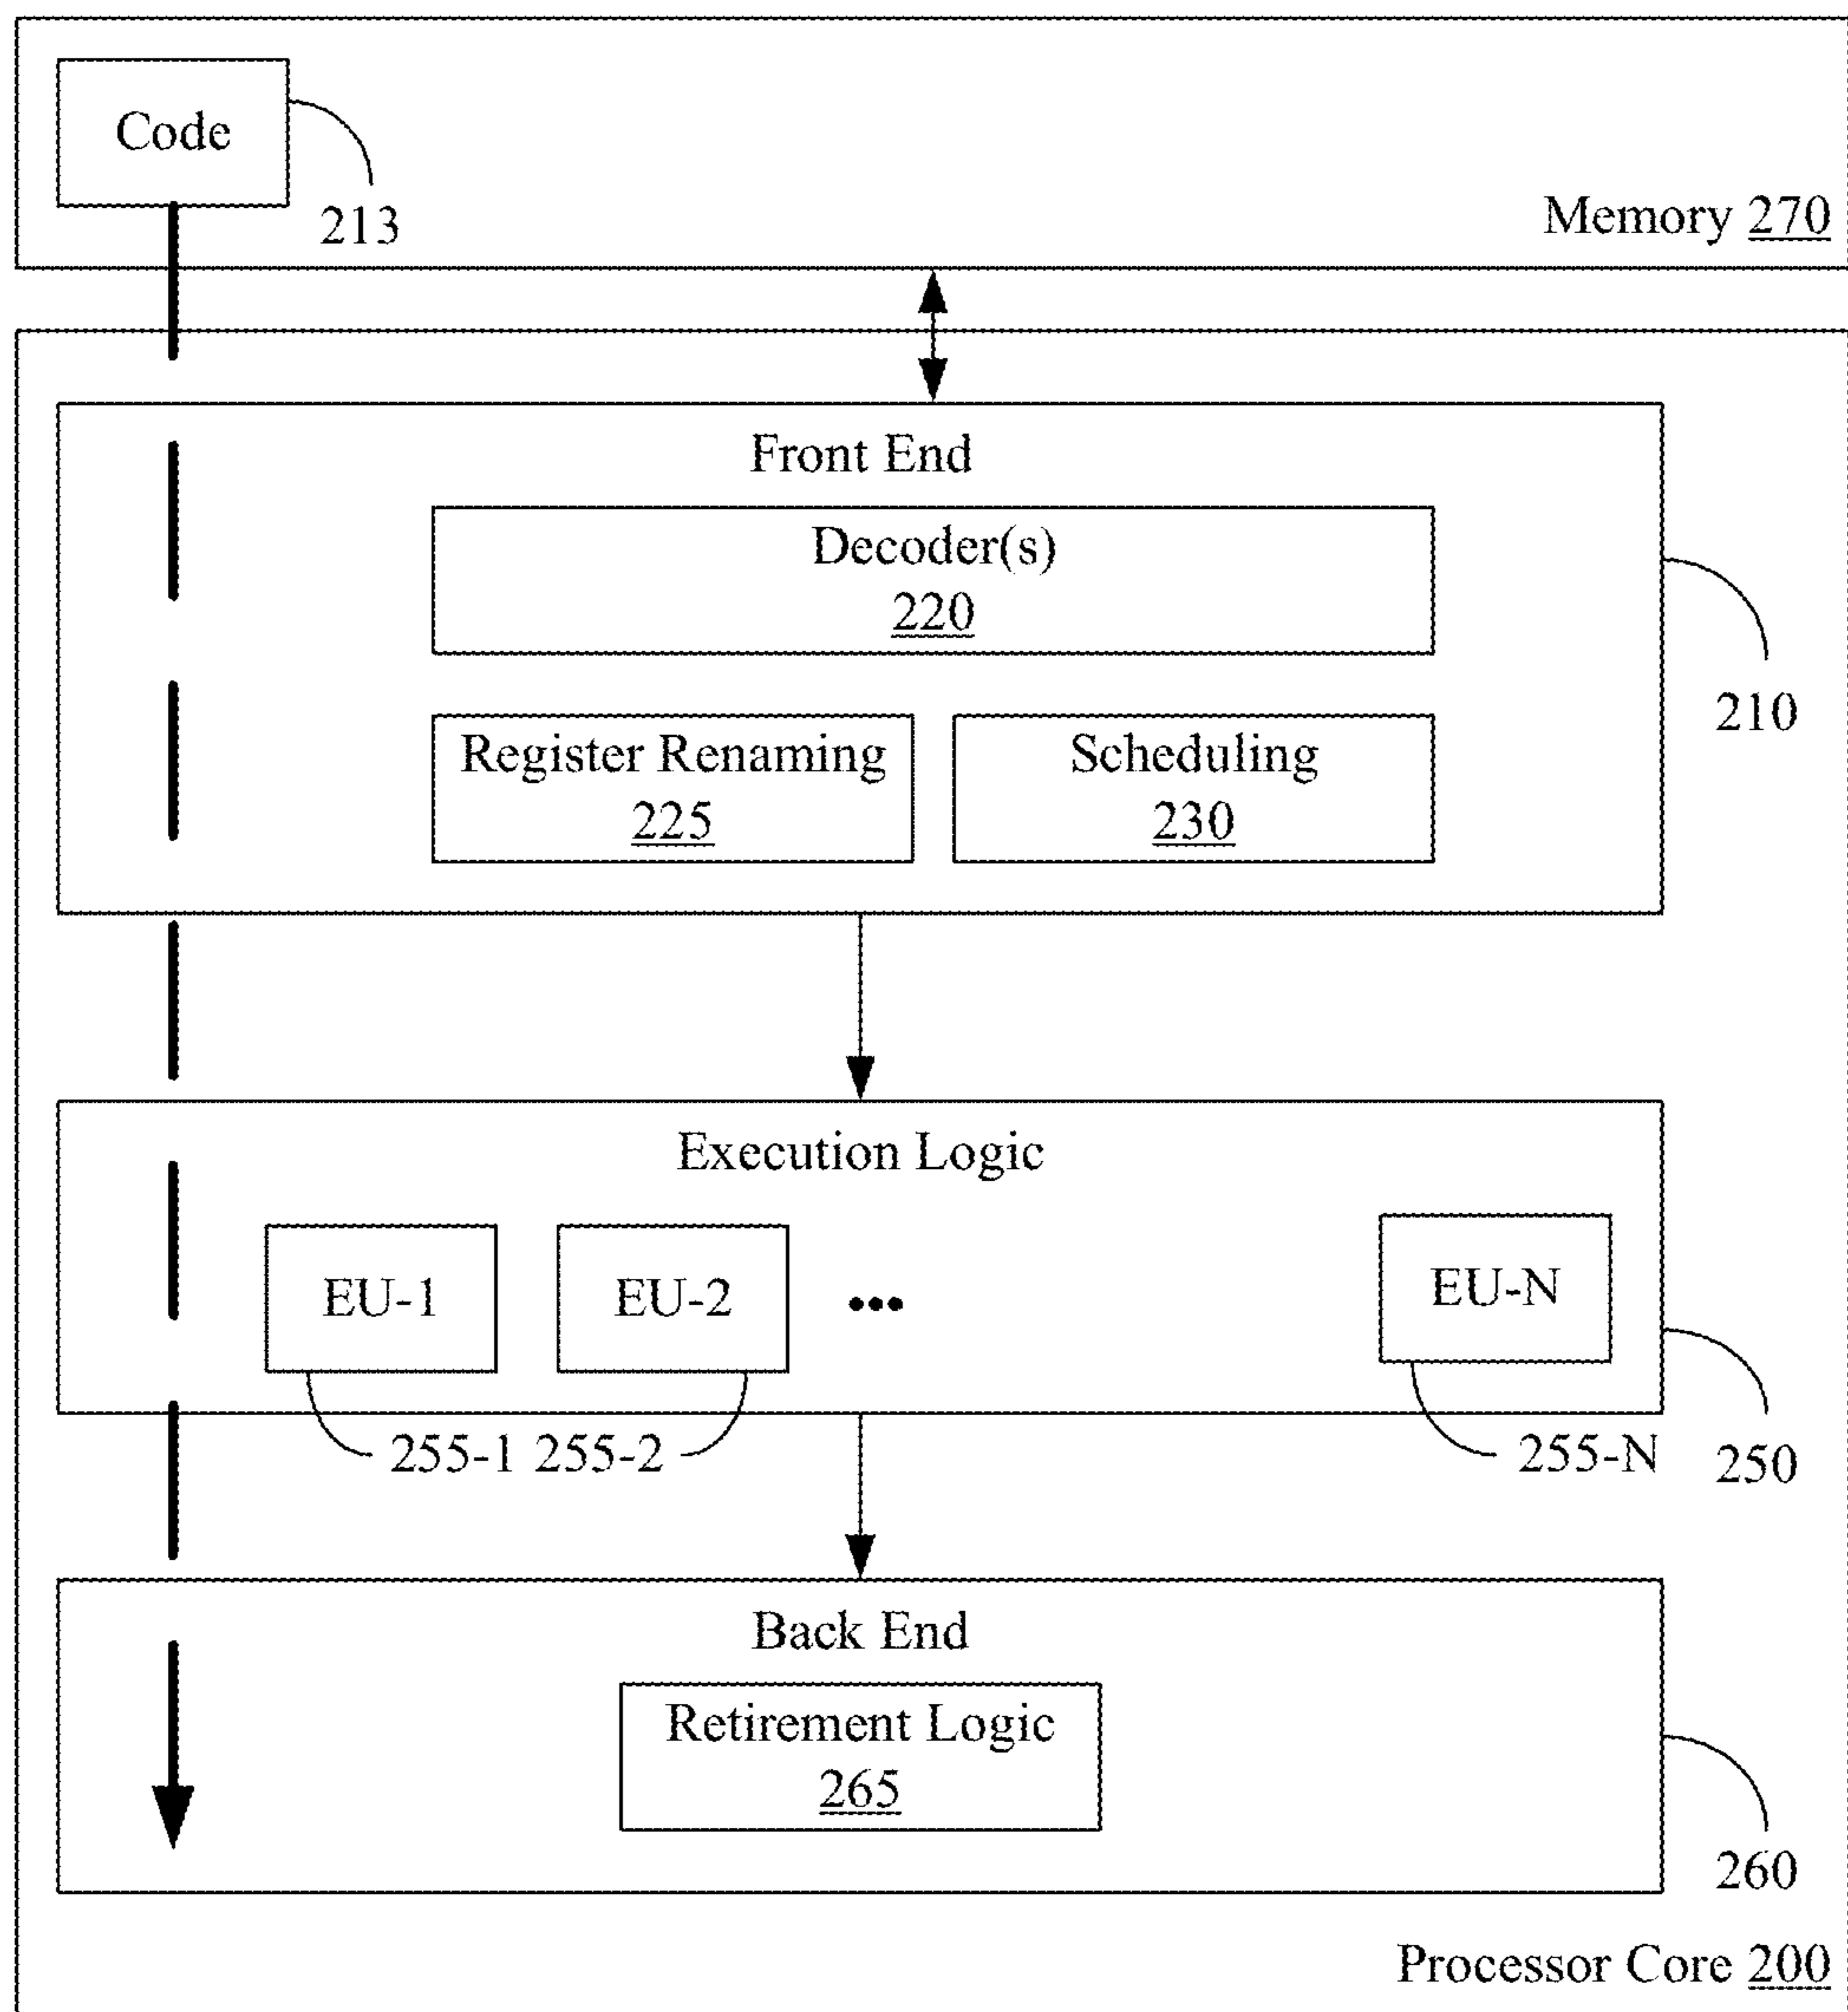 Code
213
Memory 270
Front End
Decoder(s)
220
210
Register Renaming
225
Scheduling
230
Execution Logic
EU-1
EU-2
•••
EU-N
255-1
255-2
255-N
250
Back End
Retirement Logic
265
260
Processor Core 200